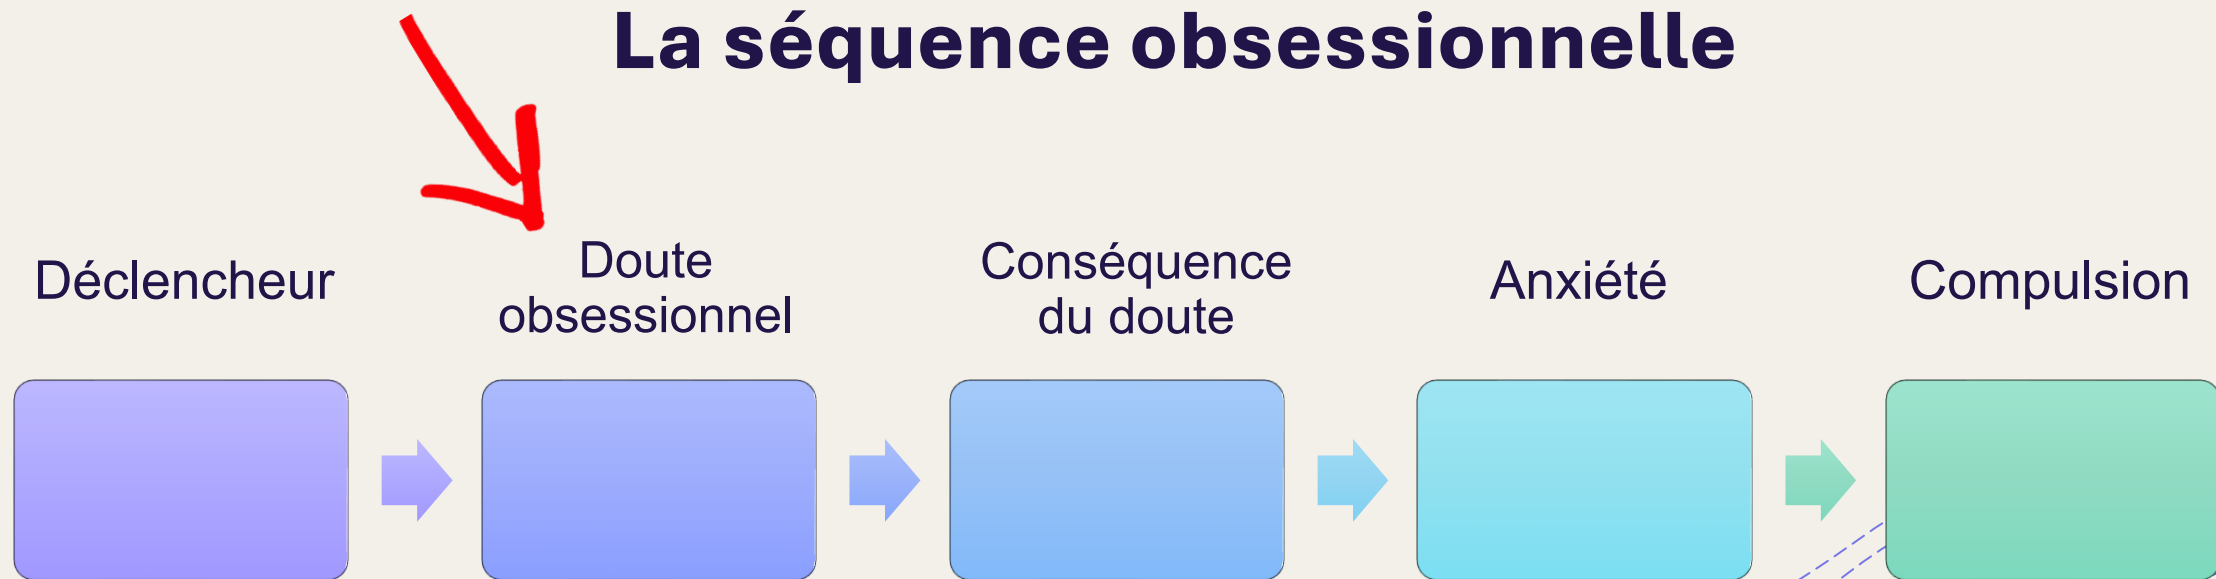 La séquence obsessionnelle
Déclencheur
Doute
obsessionnel
Conséquence
du doute
Anxiété
Compulsion